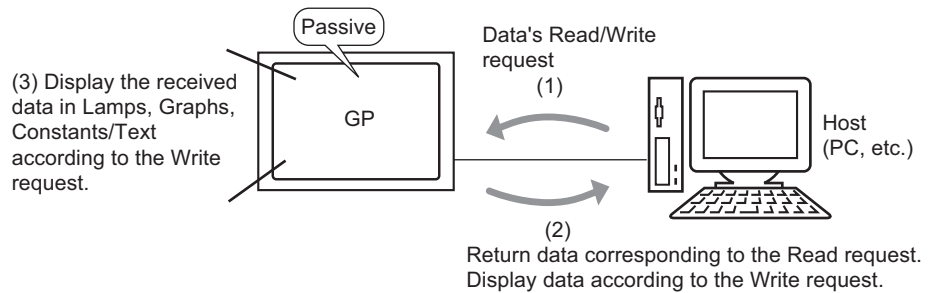 Passive
Data's Read/Write
request
(1)
(3) Display the received
data in Lamps, Graphs,
Constants/Text
according to the Write
request.
GP
Host
(PC, etc.)
(2)
Return data corresponding to the Read request.
Display data according to the Write request.